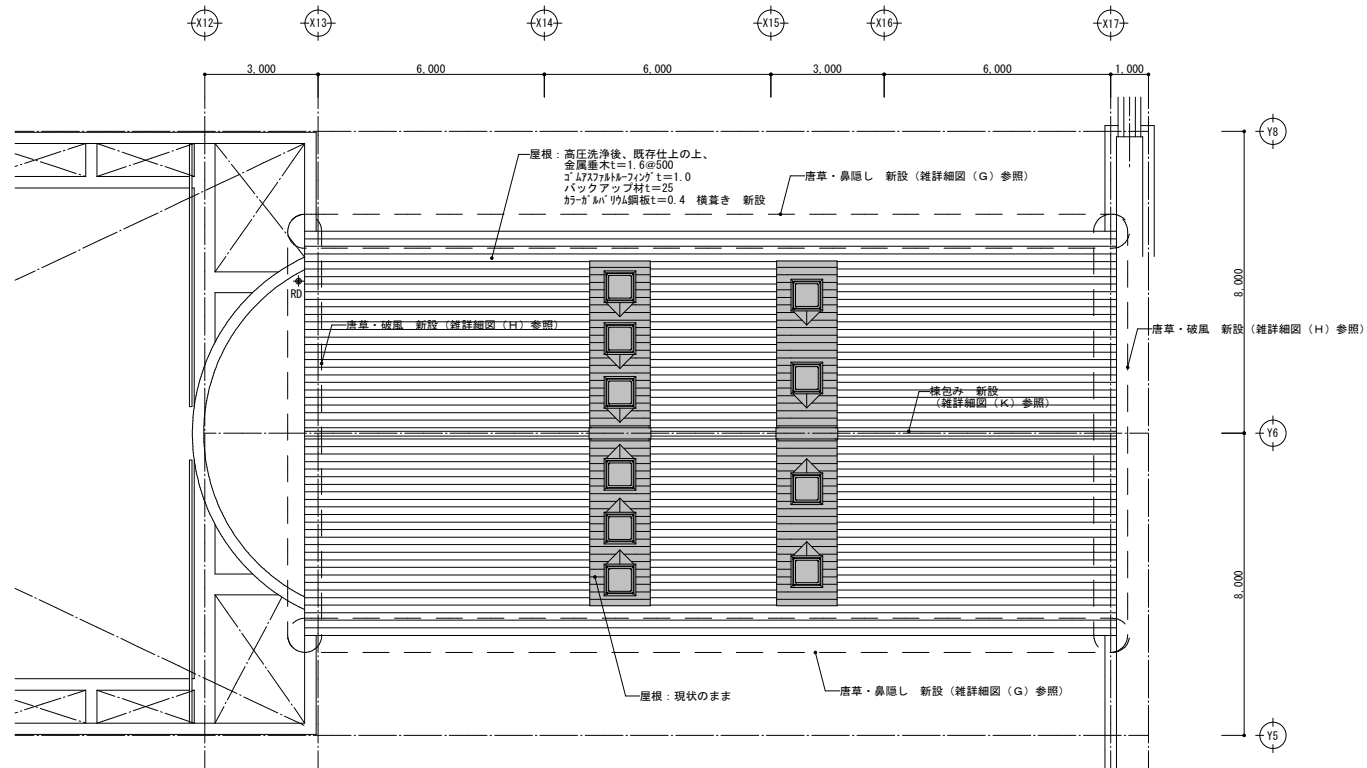 X12
X13
X14
X15
X16
X17
3,000
6,000
6,000
3,000
6,000
1,000
Y8
屋根：高圧洗浄後、既存仕上の上、
金属垂木t＝1.6@500
ｺﾞﾑｱｽﾌｧﾙﾄﾙｰﾌｨﾝｸﾞt＝1.0
バックアップ材t＝25
ｶﾗｰｶﾞﾙﾊﾞﾘｳﾑ鋼板t＝0.4　横葺き　新設
唐草・鼻隠し　新設（雑詳細図（G）参照）
8,000
RD
唐草・破風　新設（雑詳細図（H）参照）
唐草・破風　新設（雑詳細図（H）参照）
棟包み　新設
（雑詳細図（K）参照）
Y6
8,000
屋根：現状のまま
唐草・鼻隠し　新設（雑詳細図（G）参照）
Y5